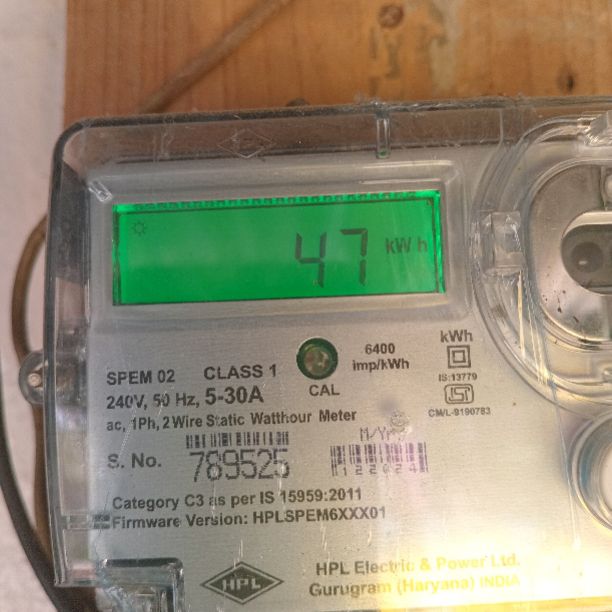 47 kWh
SPEM 02 CLASS 1
6400
imp/kWh
kWh
240V, 50 Hz, 5-30A
CAL
IS:13779
ac, 1Ph, 2 Wire Static Watthour Meter
CM/L-9190783
S. No. 789525
Category C3 as per IS 15959:2011
Firmware Version: HPLSPEM6XXX01
HPL
HPL Electric & Power Ltd.
Gurugram (Haryana) INDIA